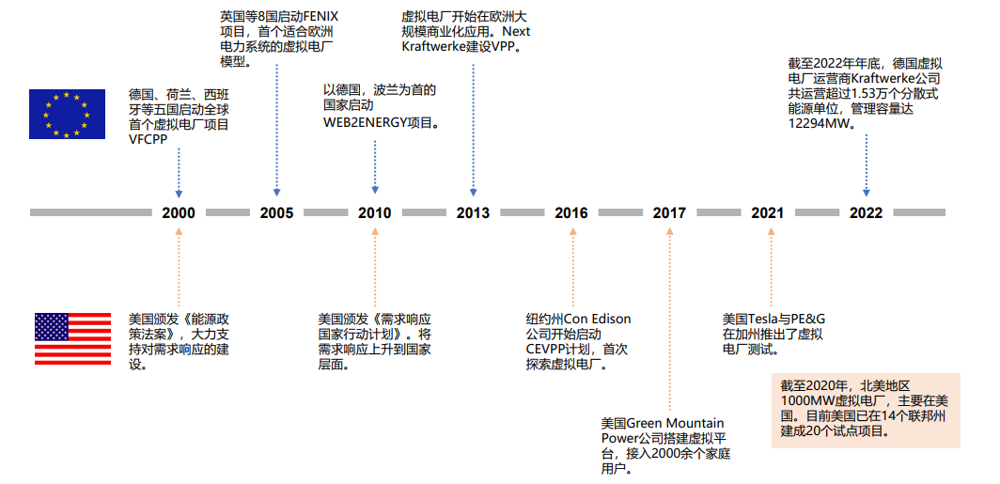 英国等8国启动FENIX
项目，首个适合欧洲
电力系统的虚拟电厂
模型。
虚拟电厂开始在欧洲大
规模商业化应用。Next
Kraftwerke建设VPP。
截至2022年年底，德国虚拟
电厂运营商Kraftwerke公司
共运营超过1.53万个分散式
能源单位，管理容量达
12294MW。
德国、荷兰、西班
牙等五国启动全球
首个虚拟电厂项目
VFCPP
以德国，波兰为首的
国家启动
WEB2ENERGY项目。
2000
2005
2010
2013
2016
2017
2021
2022
美国颁发《能源政
策法案》，大力支
持对需求响应的建
设。
美国颁发《需求响应
国家行动计划》。将
需求响应上升到国家
层面。
纽约州Con Edison
公司开始启动
CEVPP计划，首次
探索虚拟电厂。
美国Tesla与PE&G
在加州推出了虚拟
电厂测试。
截至2020年，北美地区
1000MW虚拟电厂，主要在美
国。目前美国已在14个联邦州
建成20个试点项目。
美国Green Mountain
Power公司搭建虚拟平
台，接入2000余个家庭
用户。